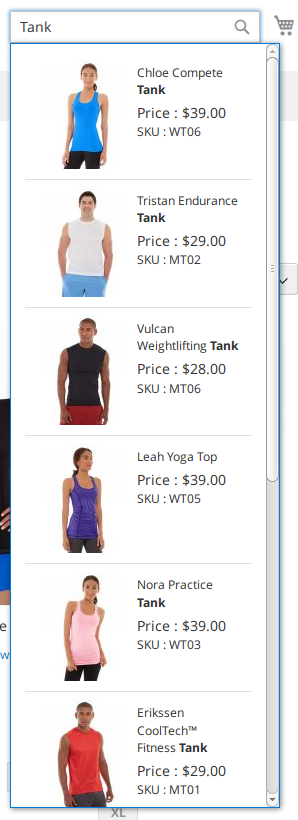 Tank
Chloe Compete
Tank
Price : $39.00
SKU : WT06
Tristan Endurance
Tank
Price : $29.00
SKU : MT02
Vulcan
Weightlifting Tank
Price : $28.00
SKU : MT06
Leah Yoga Top
Price : $39.00
SKU : WT05
Nora Practice
Tank
Price : $39.00
SKU : WT03
e
w
Erikssen
CoolTech™
Fitness Tank
Price : $29.00
SKU : MT01
XL